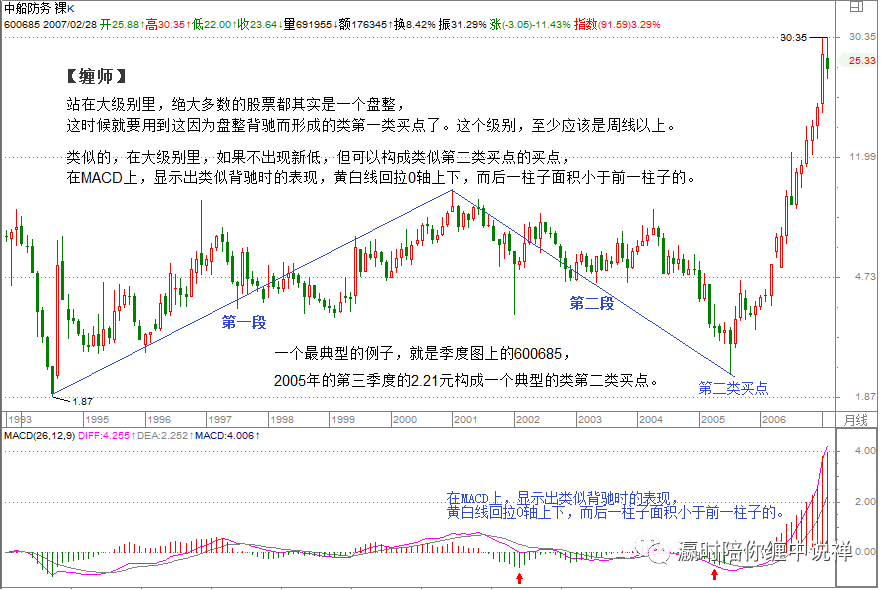 中船防务 裸K
600685 2007/02/28 开25.88↑高30.35↑低22.00↑收23.64↓量691955↓额176345↑换8.42% 振31.29% 涨(-3.05)-11.43% 指数(91.59)3.29%
30.35
30.35
25.33
【缠师】
站在大级别里，绝大多数的股票都其实是一个盘整，
这时候就要用到这因为盘整背驰而形成的类第一类买点了。这个级别，至少应该是周线以上。
类似的，在大级别里，如果不出现新低，但可以构成类似第二类买点的买点，
在MACD上，显示出类似背驰时的表现，黄白线回拉0轴上下，而后一柱子面积小于前一柱子的。
11.99
4.73
第一段
第二段
一个最典型的例子，就是季度图上的600685，
2005年的第三季度的2.21元构成一个典型的类第二类买点。
第二类买点
1.87
1.87
1993 1995 1996 1997 1998 1999 2000 2001 2002 2003 2004 2005 2006 月线
MACD(26,12,9) DIFF:4.255↑DEA:2.252↑MACD:4.006↑
4.00
在MACD上，显示出类似背驰时的表现，
黄白线回拉0轴上下，而后一柱子面积小于前一柱子的。
2.00
0.00
赢时陪你缠中说禅